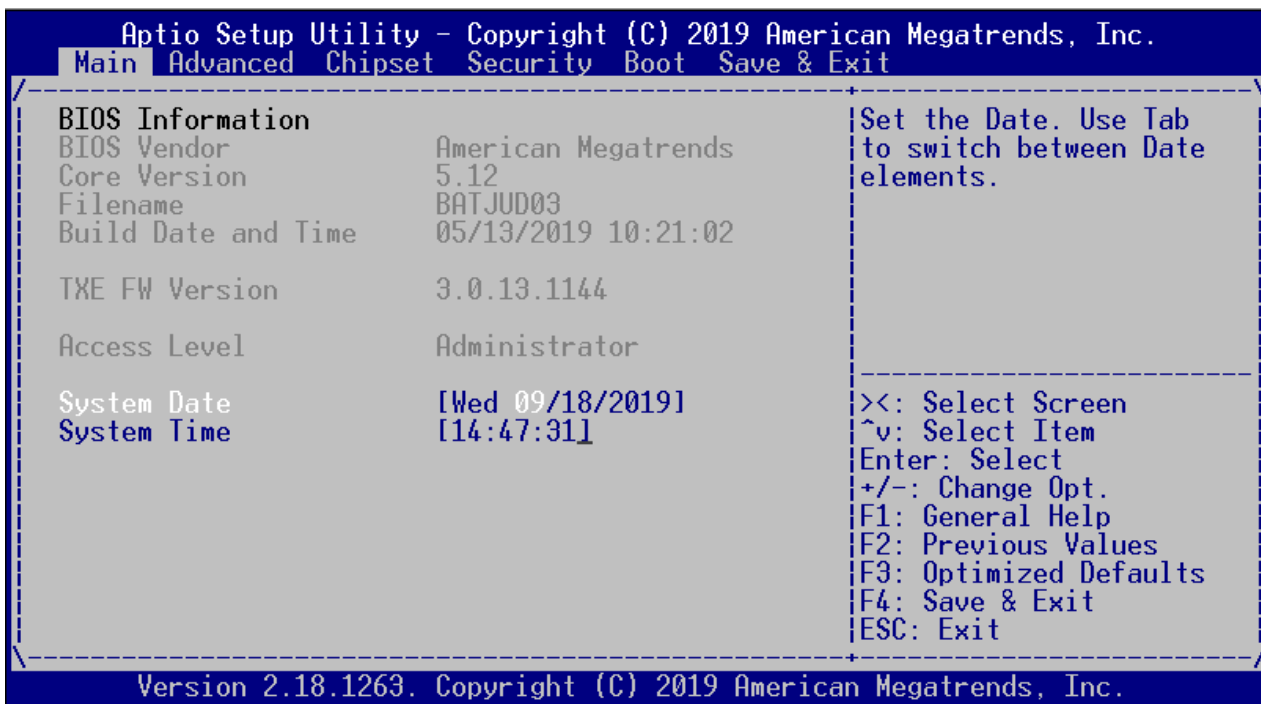 Aptio Setup Utility - Copyright (C) 2019 American Megatrends, Inc.
Main Advanced Chipset Security Boot Save & Exit
BIOS Information
BIOS Vendor American Megatrends
Core Version 5.12
Filename BATJUD03
Build Date and Time 05/13/2019 10:21:02
TXE FW Version 3.0.13.1144
Access Level Administrator
System Date [Wed 09/18/2019]
System Time [14:47:31]
Set the Date. Use Tab
to switch between Date
elements.
><: Select Screen
^v: Select Item
Enter: Select
+/-: Change Opt.
F1: General Help
F2: Previous Values
F3: Optimized Defaults
F4: Save & Exit
ESC: Exit
Version 2.18.1263. Copyright (C) 2019 American Megatrends, Inc.